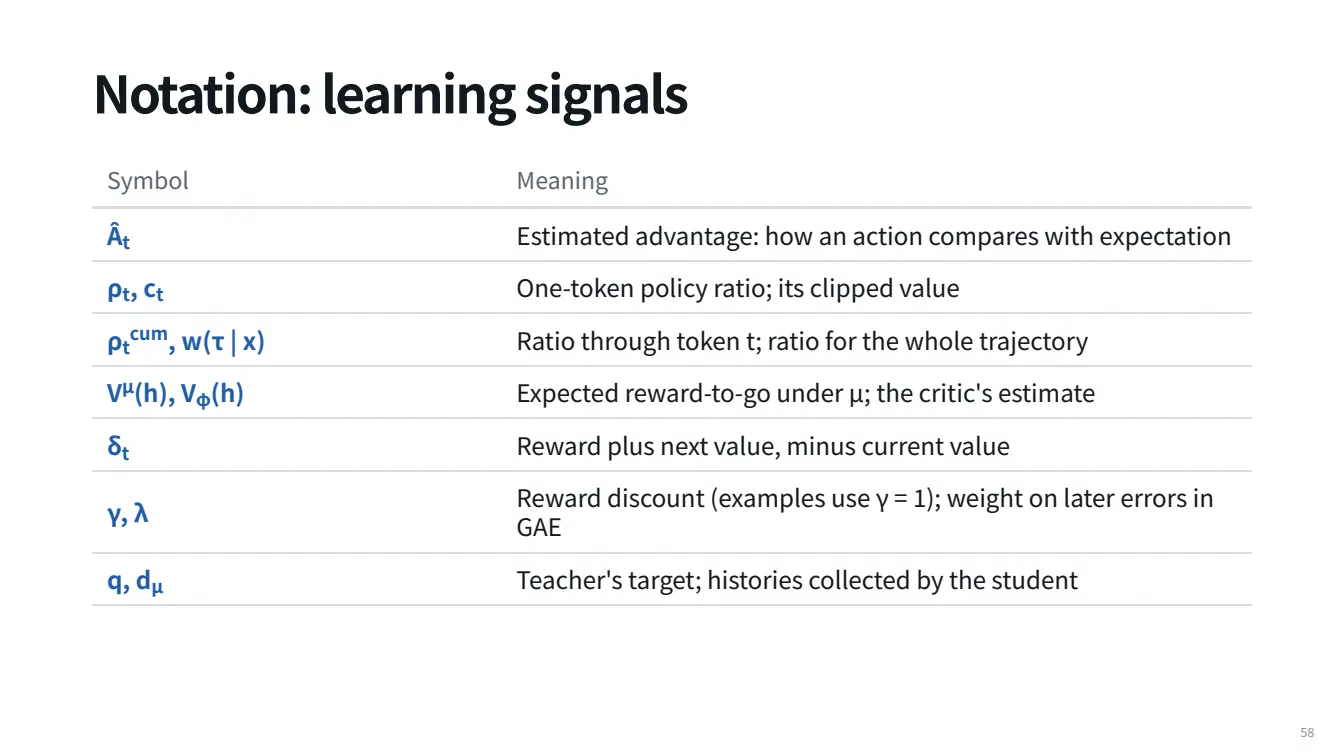 Notation: learning signals
Symbol Meaning
Âₜ Estimated advantage: how an action compares with expectation
ρₜ, cₜ One-token policy ratio; its clipped value
ρₜᶜᵘᵐ, w(τ | x) Ratio through token t; ratio for the whole trajectory
Vᵘ(h), Vᵩ(h) Expected reward-to-go under μ; the critic's estimate
δₜ Reward plus next value, minus current value
γ, λ Reward discount (examples use γ = 1); weight on later errors in
GAE
q, dμ Teacher's target; histories collected by the student
58